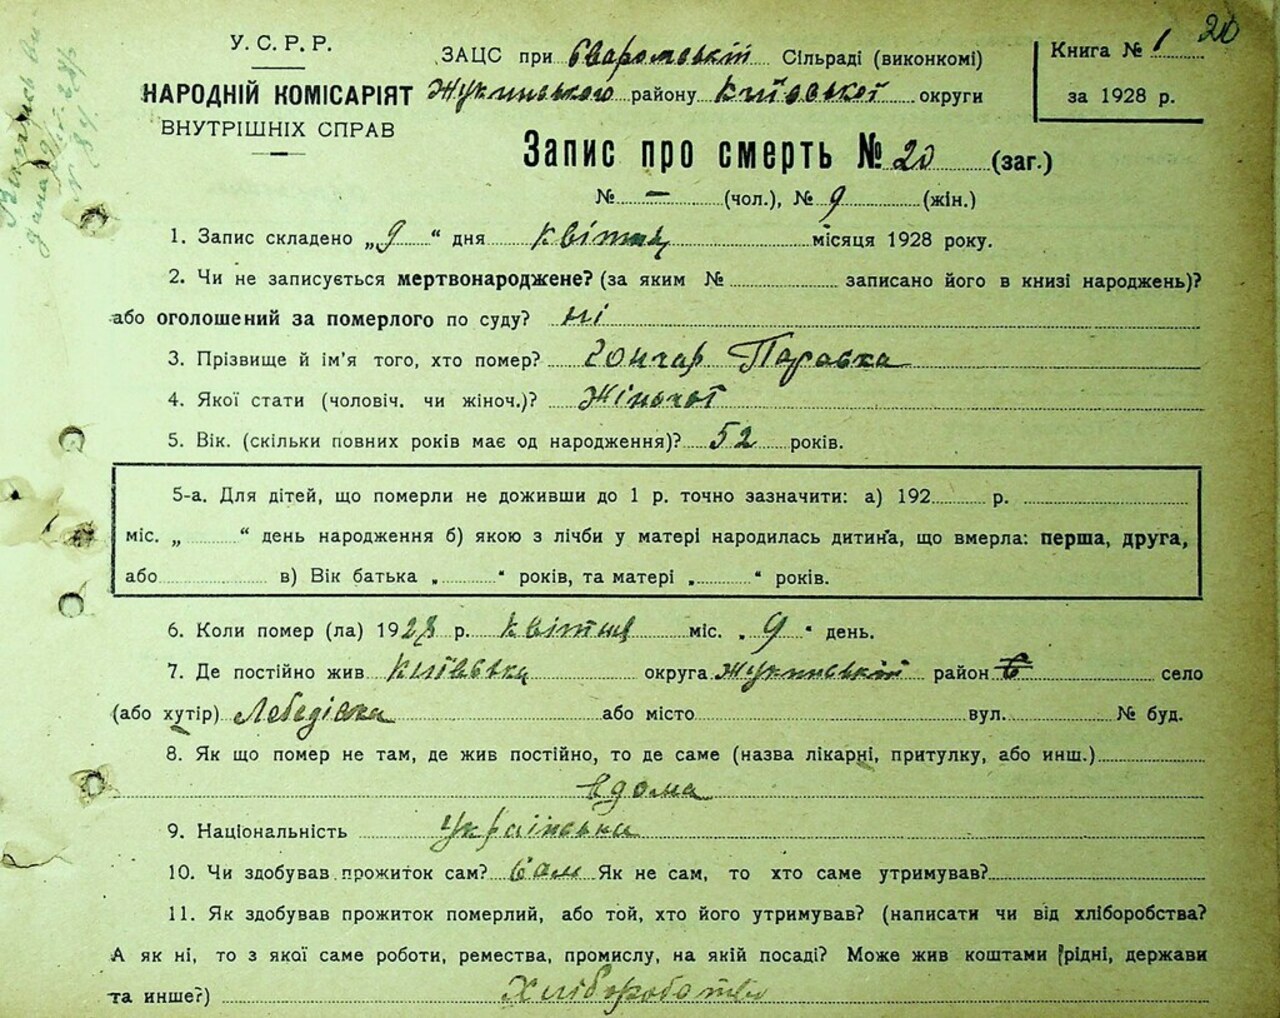 20
У. С. Р. Р.
НАРОДНІЙ КОМІСАРІЯТ
ВНУТРІШНІХ СПРАВ
ЗАЦС при Сваромській Сільраді (виконкомі)
Жукинського району Київської округи
Книга № 1
за 1928 р.
Запис про смерть № 20 (заг.)
№ — (чол.), № 9 (жін.)
1. Запис складено „9“ дня квітня місяця 1928 року.
2. Чи не записується мертвонароджене? (за яким № записано його в книзі народжень)?
або оголошений за померлого по суду? ні
3. Прізвище й ім'я того, хто помер? Гончар Параска
4. Якої стати (чоловіч. чи жіноч.)? Жіночої
5. Вік. (скільки повних років має од народження)? 52 років.
5-а. Для дітей, що померли не доживши до 1 р. точно зазначити: а) 192 р.
міс. „ “ день народження б) якою з лічби у матері народилась дитина, що вмерла: перша, друга,
або в) Вік батька „ “ років, та матері „ “ років.
6. Коли помер (ла) 1928 р. квітня міс. „9“ день.
7. Де постійно жив Київська округа Жукинській район село
(або хутір) Лебедівка або місто вул. № буд.
8. Як що помер не там, де жив постійно, то де саме (назва лікарні, притулку, або инш.)
вдома
9. Національність Українська
10. Чи здобував прожиток сам? Сам Як не сам, то хто саме утримував?
11. Як здобував прожиток померлий, або той, хто його утримував? (написати чи від хліборобства?
А як ні, то з якої саме роботи, ремества, промислу, на якій посаді? Може жив коштами рідні, держави
та инше?) Хліборобство